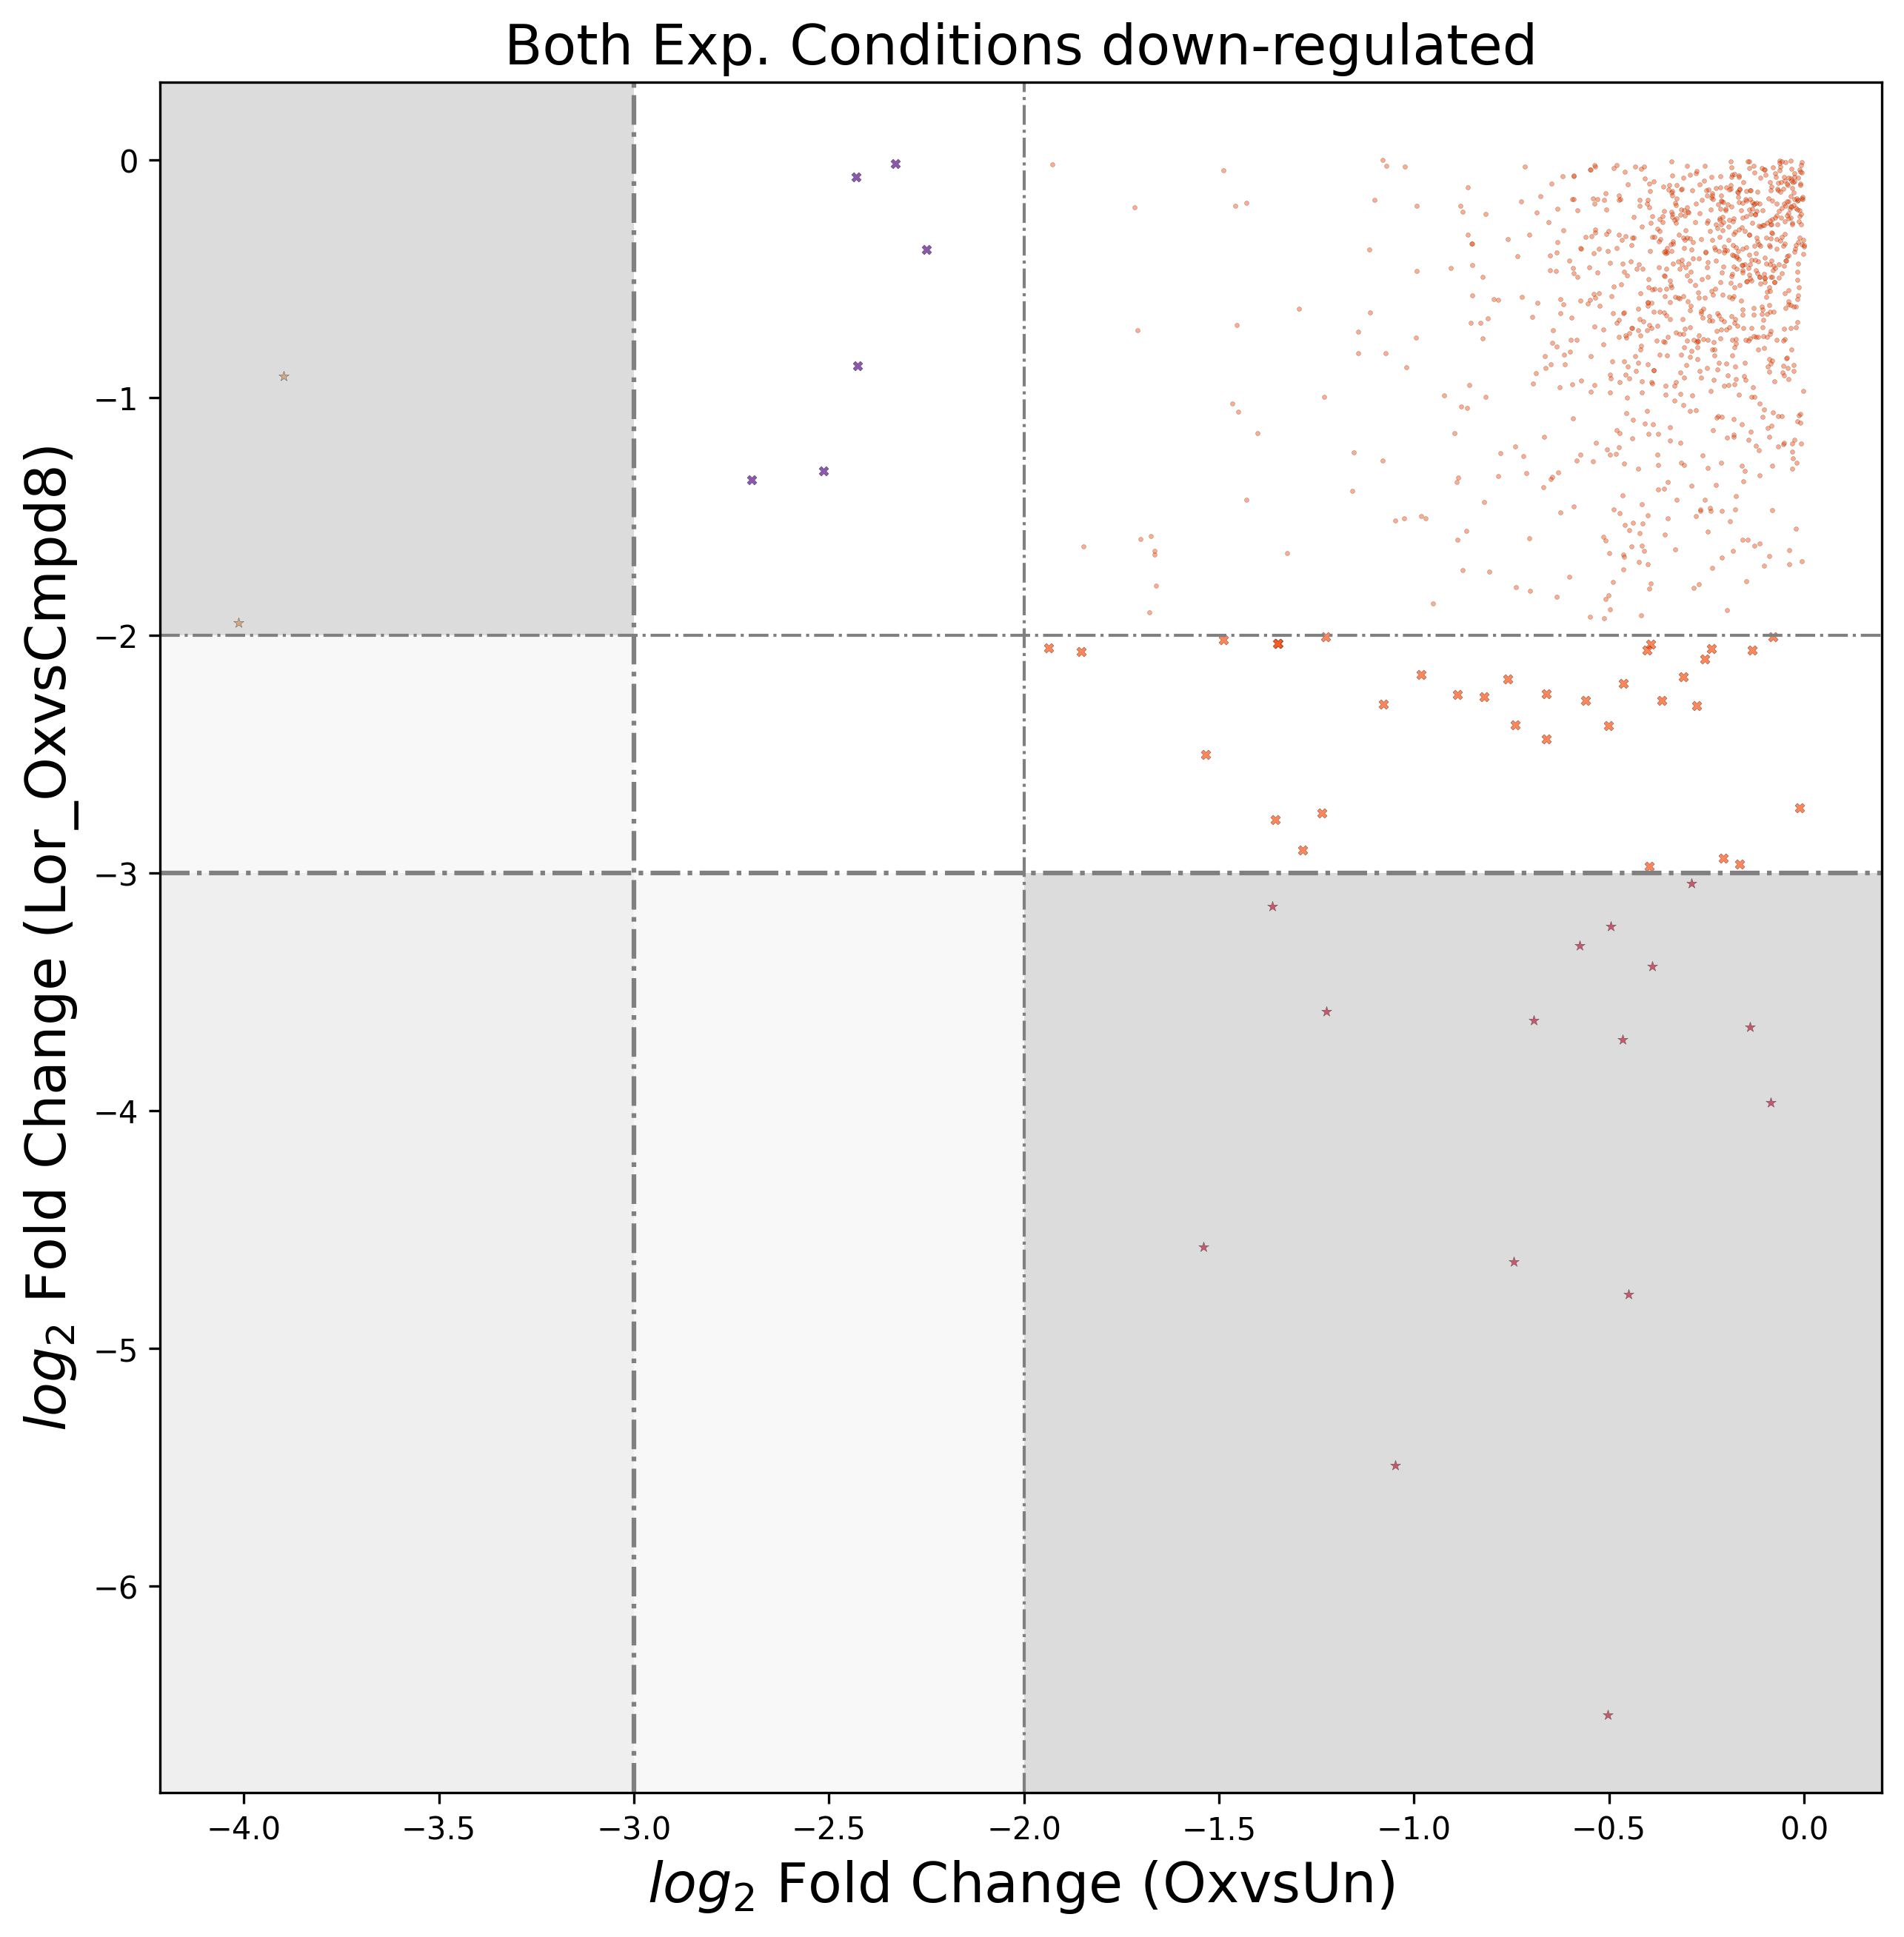 Both Exp. Conditions down-regulated
log2 Fold Change (Lor_OxvsCmpd8)
0
−1
−2
−3
−4
−5
−6
−4.0 −3.5 −3.0 −2.5 −2.0 −1.5 −1.0 −0.5 0.0
log2 Fold Change (OxvsUn)